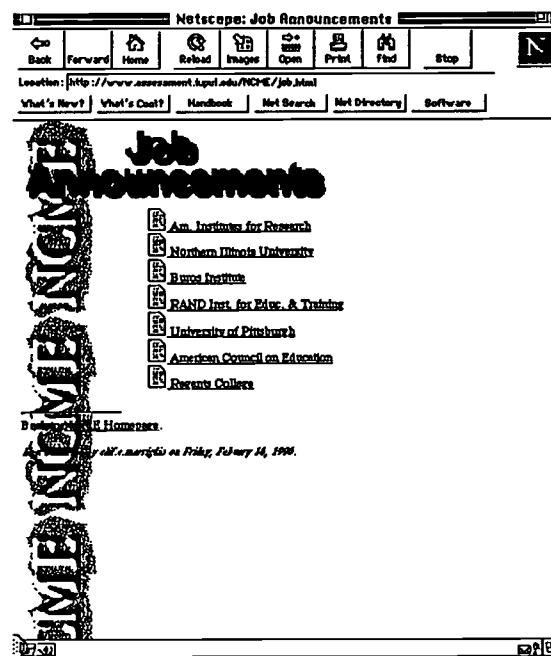 Netscape: Job Announcements
Back Forward Home Reload Images Open Print Find Stop
N
Location: http://www.assessment.iupui.edu/NCME/job.html
What's New? What's Cool? Handbook Net Search Net Directory Software
Job
Announcements
Am. Institutes for Research
Northern Illinois University
Buros Institute
RAND Inst. for Educ. & Training
University of Pittsburgh
American Council on Education
Regents College
Homepage.
on Friday,
NCME
NCME
NCME